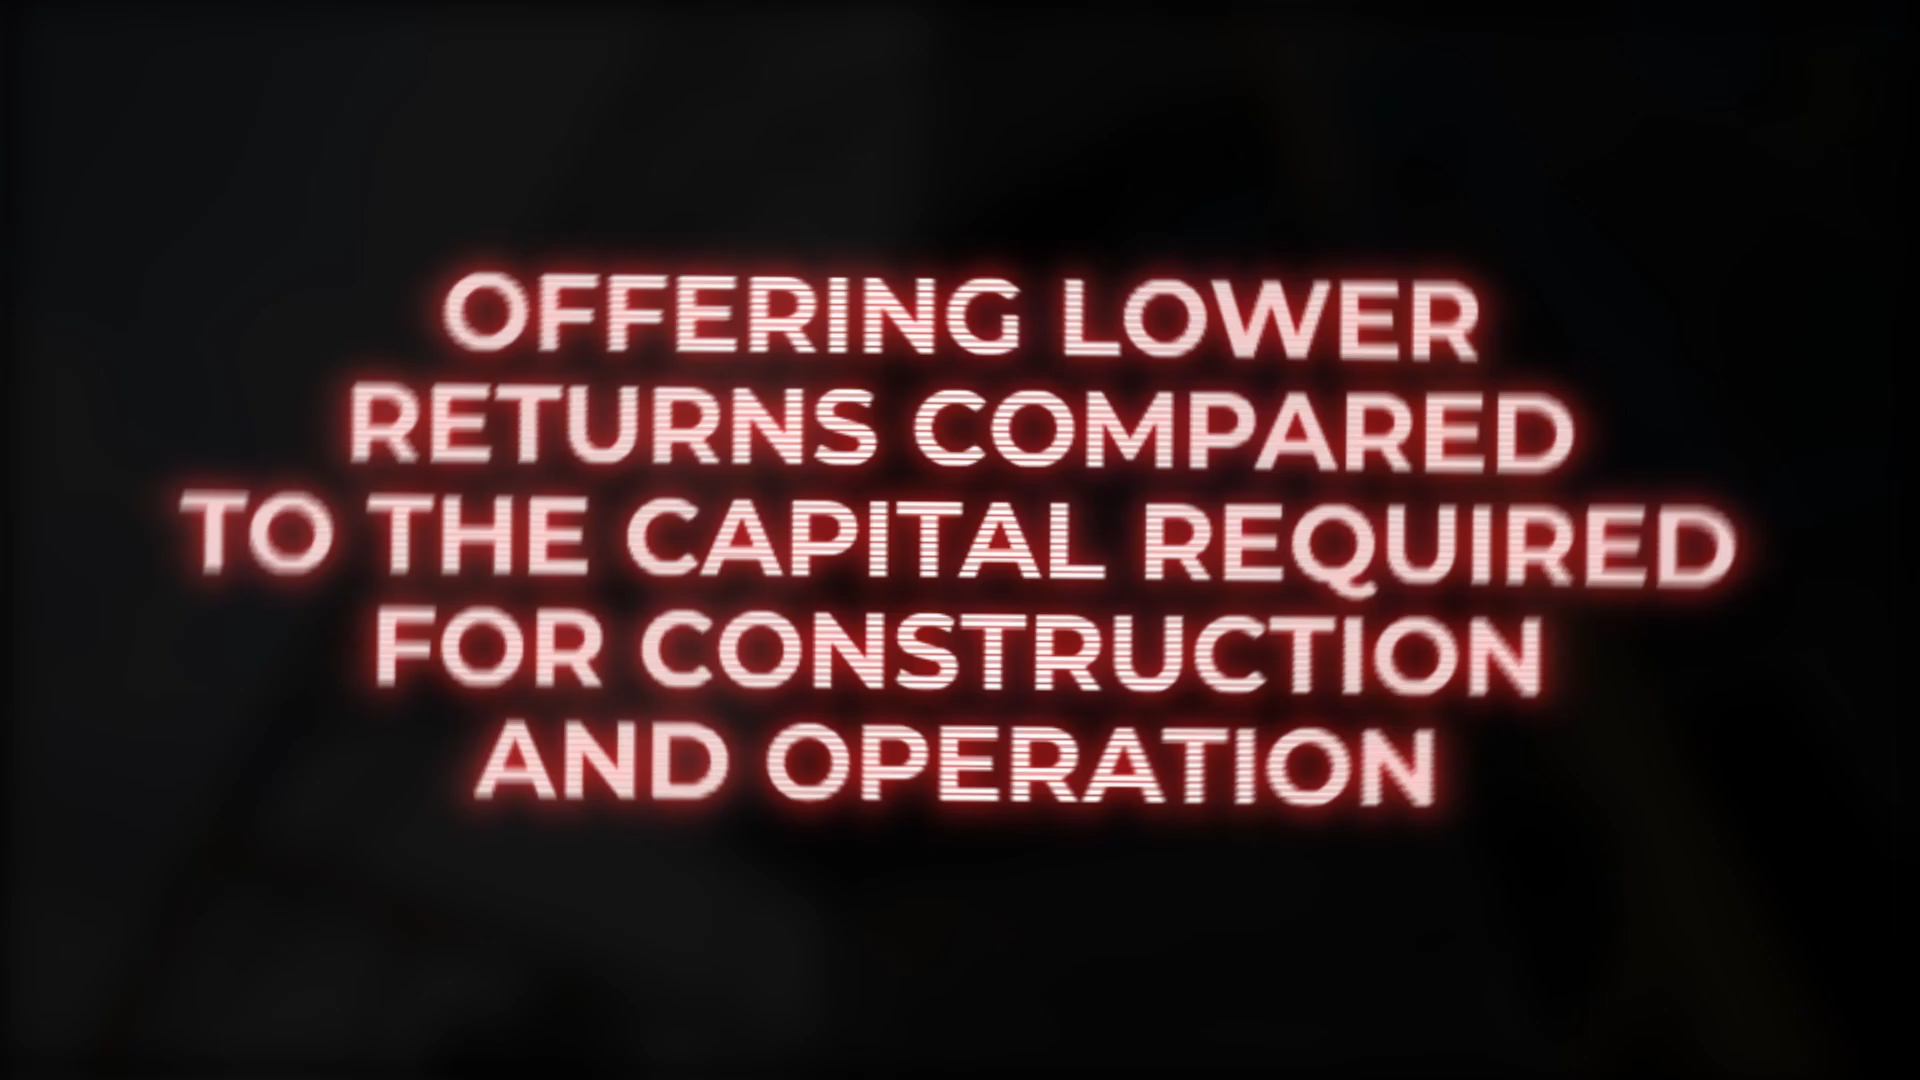 OFFERING LOWER
RETURNS COMPARED
TO THE CAPITAL REQUIRED
FOR CONSTRUCTION
AND OPERATION